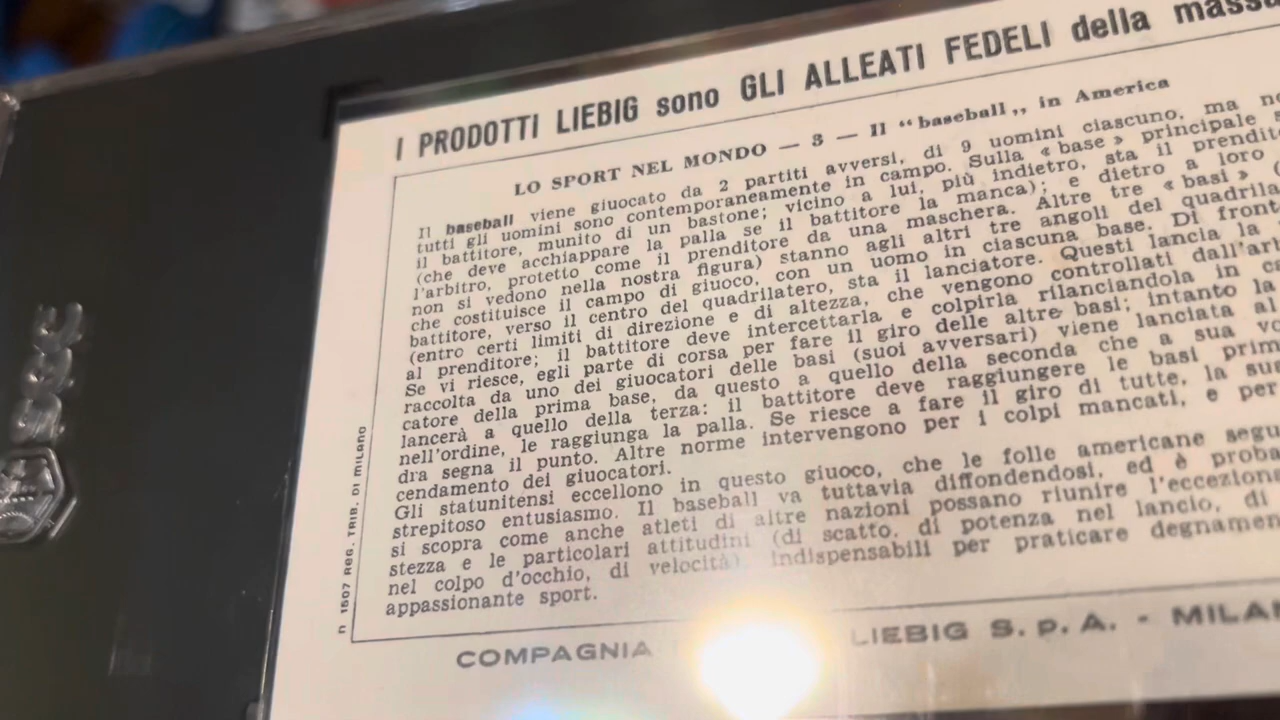 I PRODOTTI LIEBIG sono GLI ALLEATI FEDELI della
LO SPORT NEL MONDO — 3 — Il “baseball„ in America
Il baseball viene giuocato da 2 partiti avversi, di 9 uomini ciascuno, ma
tutti gli uomini sono contemporaneamente in campo. Sulla «base» principale
il battitore, munito di un bastone; vicino a lui, più indietro, sta il
(che deve acchiappare la palla se il battitore la manca); e dietro a loro
l'arbitro, protetto come il prenditore da una maschera. Altre tre «basi»
non si vedono nella nostra figura) stanno agli altri tre angoli del
che costituisce il campo di giuoco, con un uomo in ciascuna base. Di
battitore, verso il centro del quadrilatero, sta il lanciatore. Questi lancia la
(entro certi limiti di direzione e di altezza, che vengono controllati
al prenditore; il battitore deve intercettarla e colpirla rilanciandola in
Se vi riesce, egli parte di corsa per fare il giro delle altre basi; intanto la
raccolta da uno dei giuocatori delle basi (suoi avversari) viene lanciata al
catore della prima base, da questo a quello della seconda che a sua
lancerà a quello della terza: il battitore deve raggiungere le basi
nell'ordine, le raggiunga la palla. Se riesce a fare il giro di tutte, la
dra segna il punto. Altre norme intervengono per i colpi mancati, e per
cendamento dei giuocatori.
Gli statunitensi eccellono in questo giuoco, che le folle americane
strepitoso entusiasmo. Il baseball va tuttavia diffondendosi, ed è
si scopra come anche atleti di altre nazioni possano riunire
stezza e le particolari attitudini (di scatto, di potenza nel lancio, di
nel colpo d'occhio, di velocità) indispensabili per praticare
appassionante sport.
n 1507 REG. TRIB. DI MILANO
COMPAGNIA LIEBIG S.p.A. -